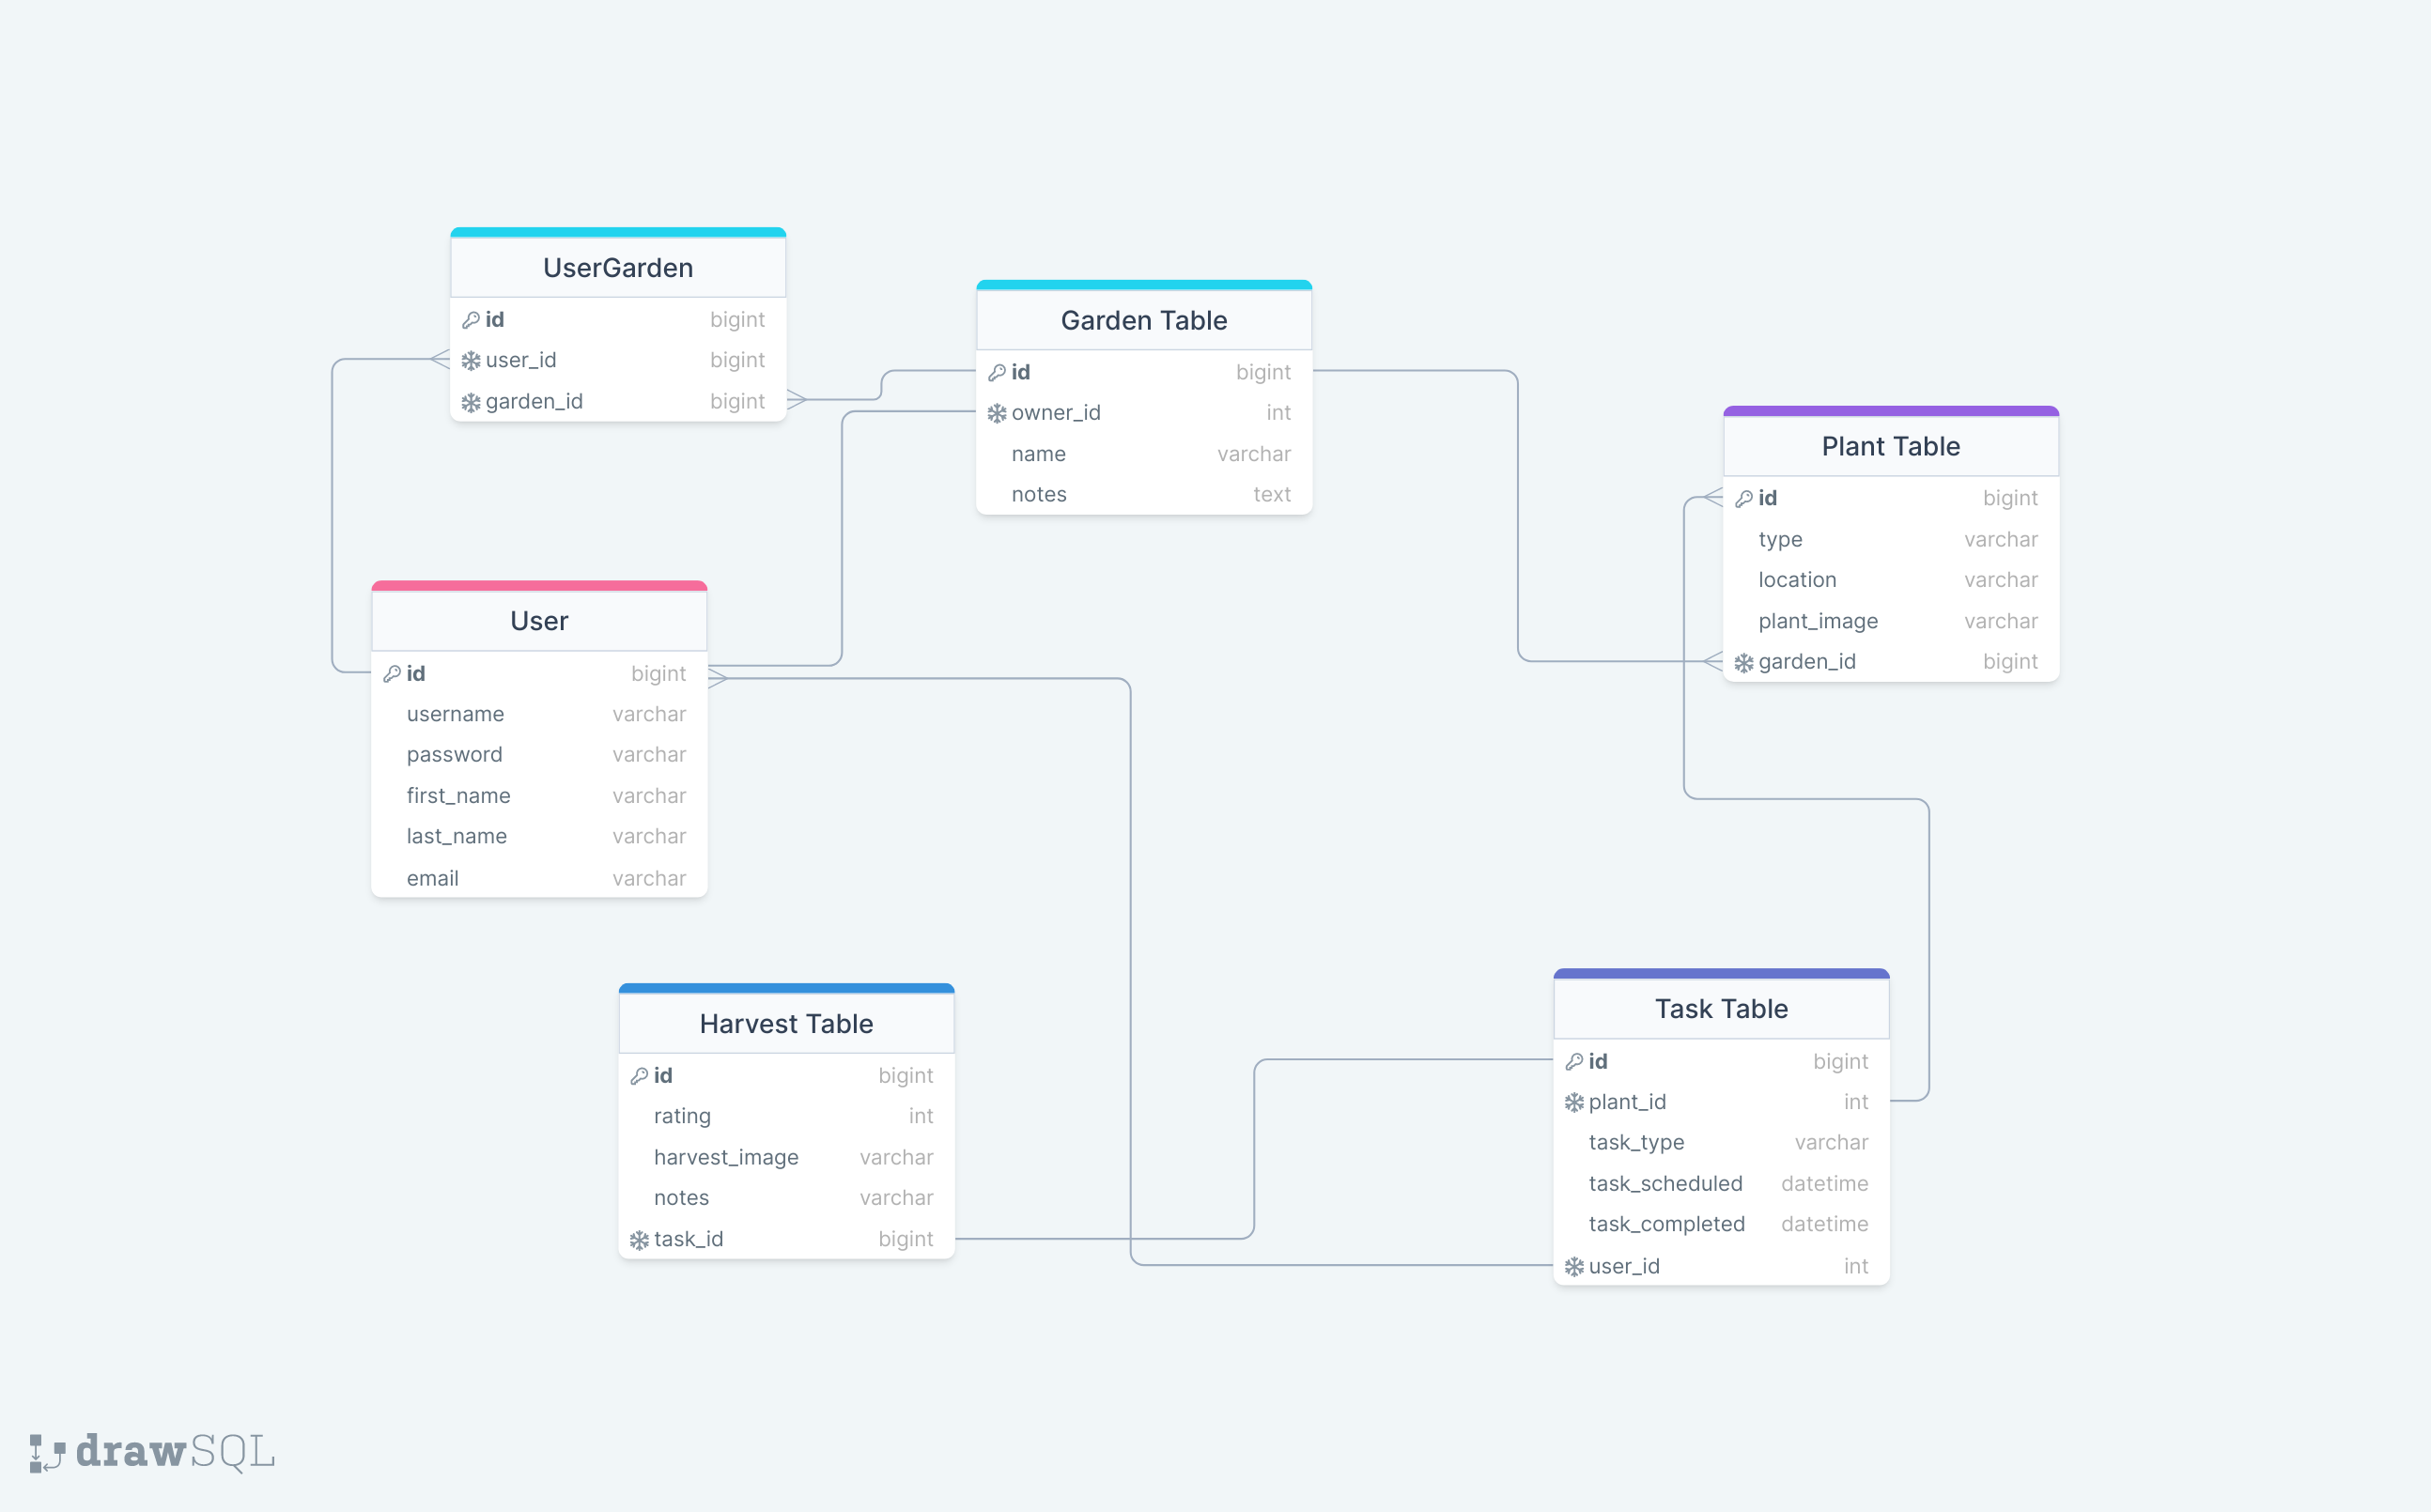 UserGarden
id bigint
user_id bigint
garden_id bigint
Garden Table
id bigint
owner_id int
name varchar
notes text
Plant Table
id bigint
type varchar
location varchar
plant_image varchar
garden_id bigint
User
id bigint
username varchar
password varchar
first_name varchar
last_name varchar
email varchar
Harvest Table
id bigint
rating int
harvest_image varchar
notes varchar
task_id bigint
Task Table
id bigint
plant_id int
task_type varchar
task_scheduled datetime
task_completed datetime
user_id int
drawSQL